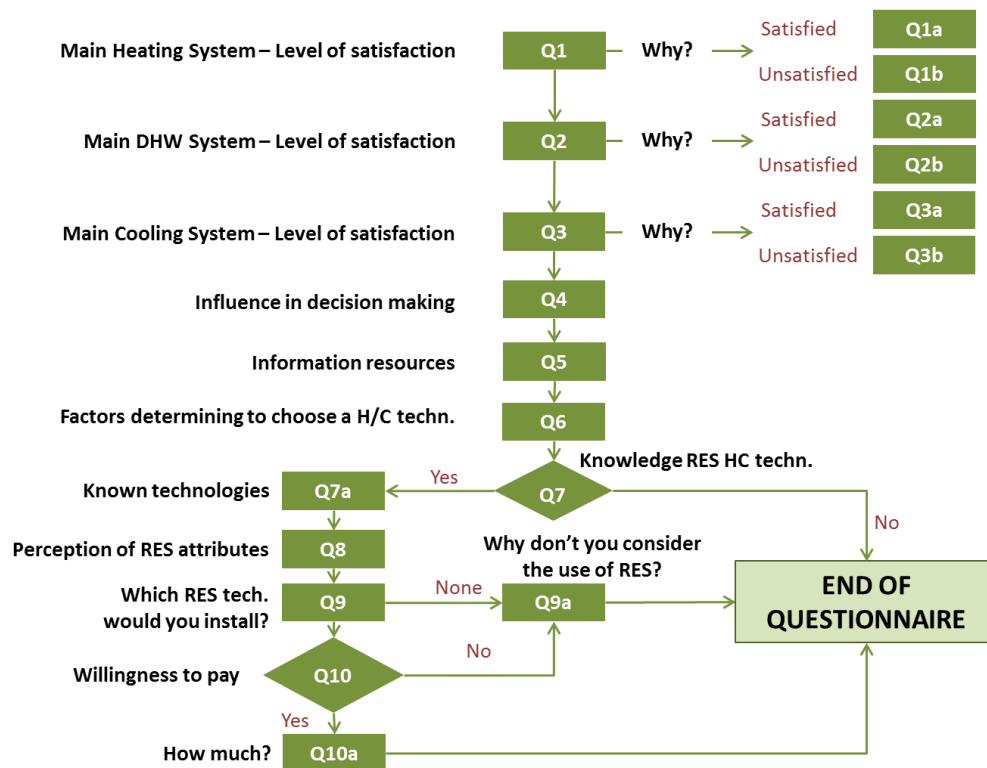 Main Heating System – Level of satisfaction
Q1
Why?
Satisfied
Q1a
Unsatisfied
Q1b
Main DHW System – Level of satisfaction
Q2
Why?
Satisfied
Q2a
Unsatisfied
Q2b
Main Cooling System – Level of satisfaction
Q3
Why?
Satisfied
Q3a
Unsatisfied
Q3b
Influence in decision making
Q4
Information resources
Q5
Factors determining to choose a H/C techn.
Q6
Knowledge RES HC techn.
Q7
Yes
No
Known technologies
Q7a
Perception of RES attributes
Q8
Why don't you consider
the use of RES?
Which RES tech.
would you install?
Q9
None
Q9a
END OF
QUESTIONNAIRE
Willingness to pay
Q10
No
Yes
How much?
Q10a